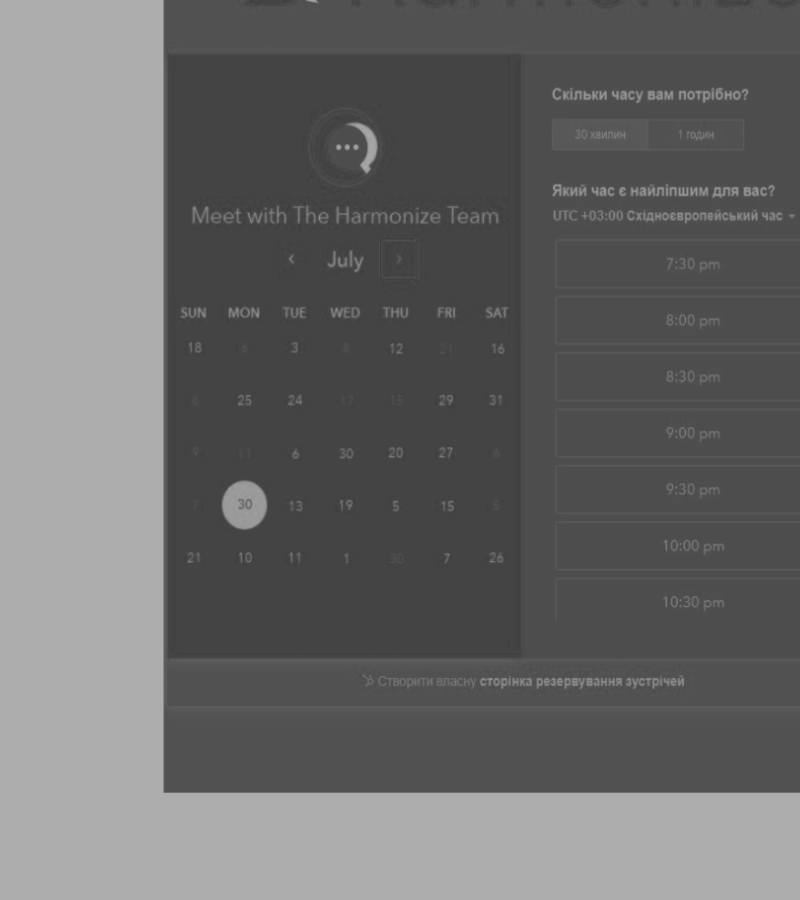 Meet with The Harmonize Team
‹ July ›
SUN MON TUE WED THU FRI SAT
18 6 3 8 12 21 16
8 25 24 17 15 29 31
9 11 6 30 20 27 6
7 30 13 19 5 15 5
21 10 11 1 30 7 26
Скільки часу вам потрібно?
30 хвилин 1 годин
Який час є найліпшим для вас?
UTC +03:00 Східноєвропейський час
7:30 pm
8:00 pm
8:30 pm
9:00 pm
9:30 pm
10:00 pm
10:30 pm
Створити власну сторінка резервування зустрічей